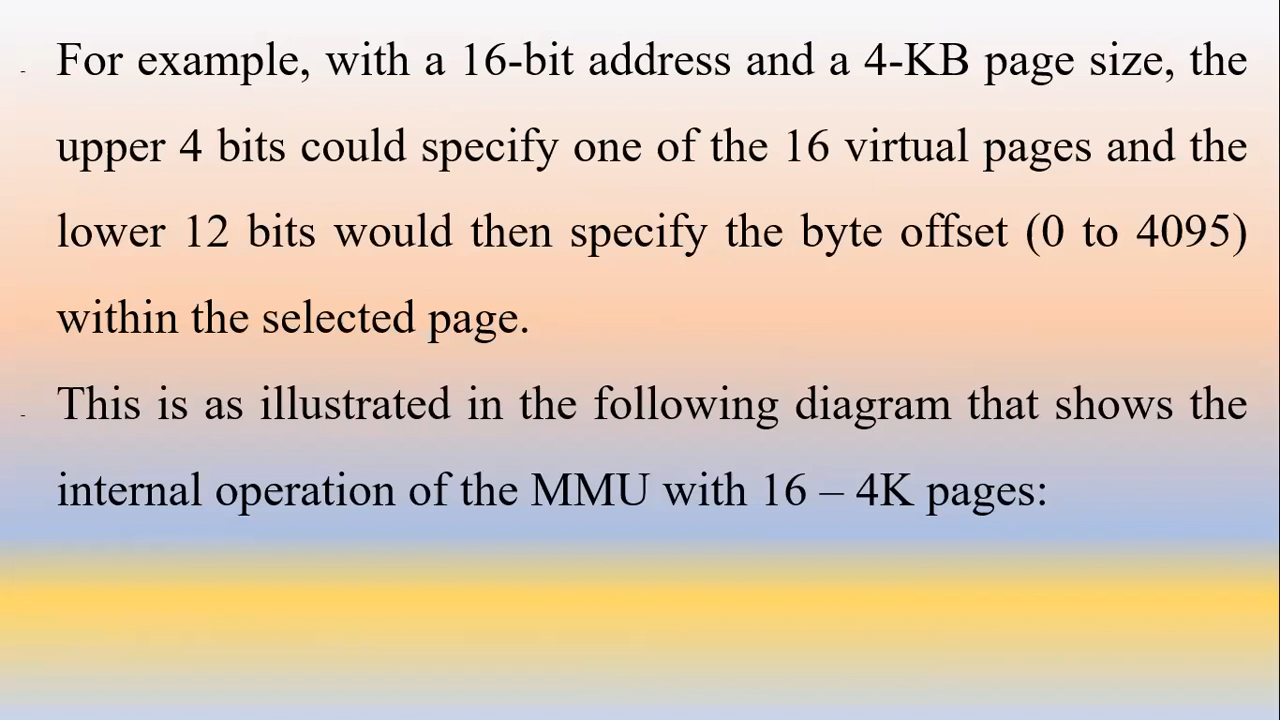 - For example, with a 16-bit address and a 4-KB page size, the
upper 4 bits could specify one of the 16 virtual pages and the
lower 12 bits would then specify the byte offset (0 to 4095)
within the selected page.
- This is as illustrated in the following diagram that shows the
internal operation of the MMU with 16 – 4K pages: